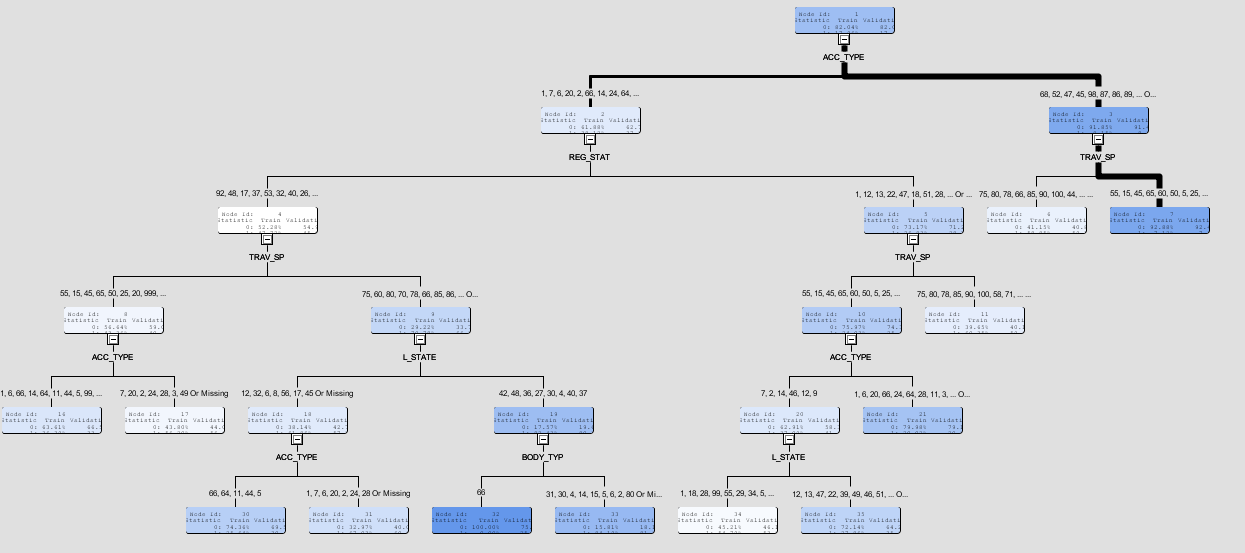 Node Id: 1
Statistic Train Validati
0: 82.04% 82.
ACC_TYPE
1, 7, 6, 20, 2, 66, 14, 24, 64, ...
68, 52, 47, 45, 98, 87, 86, 89, ... O...
Node Id: 2
Statistic Train Validati
0: 61.88% 62.
Node Id: 3
Statistic Train Validati
0: 91.85% 91.
REG_STAT
TRAV_SP
92, 48, 17, 37, 53, 32, 40, 26, ...
1, 12, 13, 22, 47, 18, 51, 28, ... Or ...
75, 80, 78, 66, 85, 90, 100, 44, ... ...
55, 15, 45, 65, 60, 50, 5, 25, ...
Node Id: 4
Statistic Train Validati
0: 52.28% 54.
Node Id: 5
Statistic Train Validati
0: 73.17% 71.
Node Id: 6
Statistic Train Validati
0: 41.15% 40.
Node Id: 7
Statistic Train Validati
0: 92.88% 92.
TRAV_SP
TRAV_SP
55, 15, 45, 65, 50, 25, 20, 999, ...
75, 60, 80, 70, 78, 66, 85, 86, ... O...
55, 15, 45, 65, 60, 50, 5, 25, ...
75, 80, 78, 85, 90, 100, 58, 71, ... ...
Node Id: 8
Statistic Train Validati
0: 56.64% 59.
Node Id: 9
Statistic Train Validati
0: 29.22% 33.
Node Id: 10
Statistic Train Validati
0: 75.97% 74.
Node Id: 11
Statistic Train Validati
0: 39.65% 40.
ACC_TYPE
L_STATE
ACC_TYPE
1, 6, 66, 14, 64, 11, 44, 5, 99, ...
7, 20, 2, 24, 28, 3, 49 Or Missing
12, 32, 6, 8, 56, 17, 45 Or Missing
42, 48, 36, 27, 30, 4, 40, 37
7, 2, 14, 46, 12, 9
1, 6, 20, 66, 24, 64, 28, 11, 3, ... O...
Node Id: 16
Statistic Train Validati
0: 63.61% 66.
Node Id: 17
Statistic Train Validati
0: 43.80% 44.
Node Id: 18
Statistic Train Validati
0: 38.14% 42.
Node Id: 19
Statistic Train Validati
0: 17.57% 19.
Node Id: 20
Statistic Train Validati
0: 62.91% 58.
Node Id: 21
Statistic Train Validati
0: 79.98% 79.
ACC_TYPE
BODY_TYP
L_STATE
66, 64, 11, 44, 5
1, 7, 6, 20, 2, 24, 28 Or Missing
66
31, 30, 4, 14, 15, 5, 6, 2, 80 Or Mi...
1, 18, 28, 99, 55, 29, 34, 5, ...
12, 13, 47, 22, 39, 49, 46, 51, ... O...
Node Id: 30
Statistic Train Validati
0: 74.36% 69.
Node Id: 31
Statistic Train Validati
0: 32.97% 40.
Node Id: 32
Statistic Train Validati
0: 100.00% 75.
Node Id: 33
Statistic Train Validati
0: 15.81% 18.
Node Id: 34
Statistic Train Validati
0: 45.21% 46.
Node Id: 35
Statistic Train Validati
0: 72.14% 64.